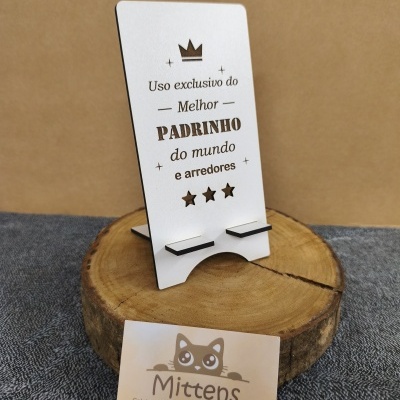 Uso exclusivo do
— Melhor —
PADRINHO
do mundo
e arredores
Mittens